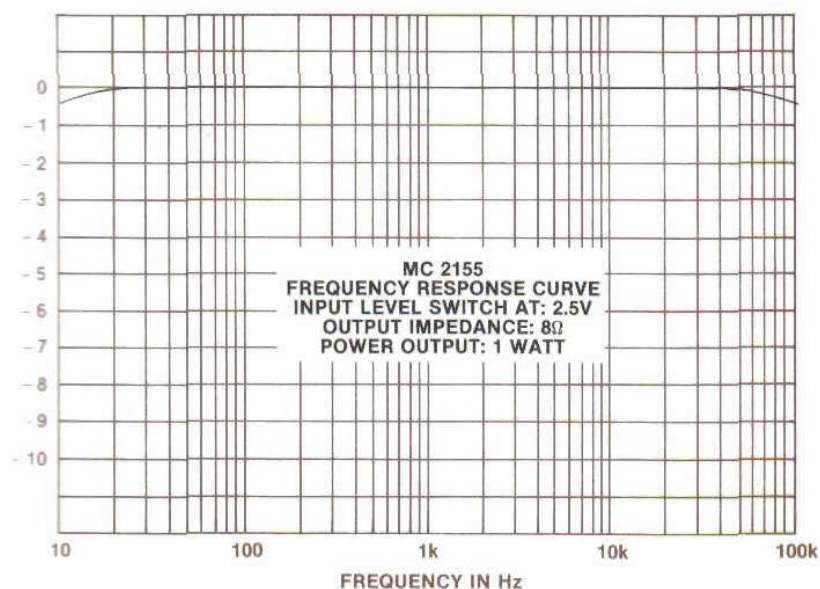 0
- 1
- 2
- 3
- 4
- 5
- 6
- 7
- 8
- 9
- 10
MC 2155
FREQUENCY RESPONSE CURVE
INPUT LEVEL SWITCH AT: 2.5V
OUTPUT IMPEDANCE: 8Ω
POWER OUTPUT: 1 WATT
10 100 1k 10k 100k
FREQUENCY IN Hz